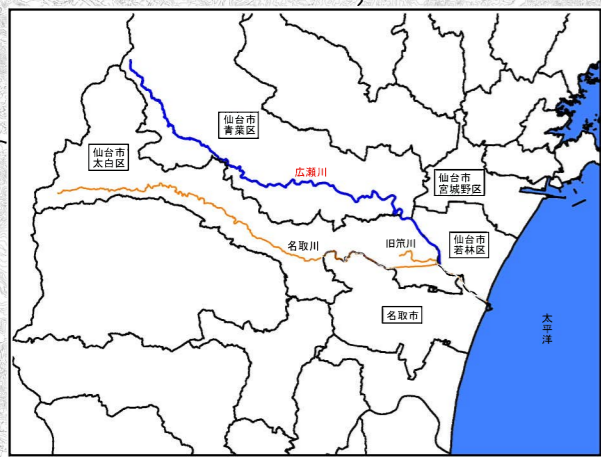 仙台市
青葉区
仙台市
太白区
広瀬川
仙台市
宮城野区
名取川
旧笊川
仙台市
若林区
名取市
太平洋